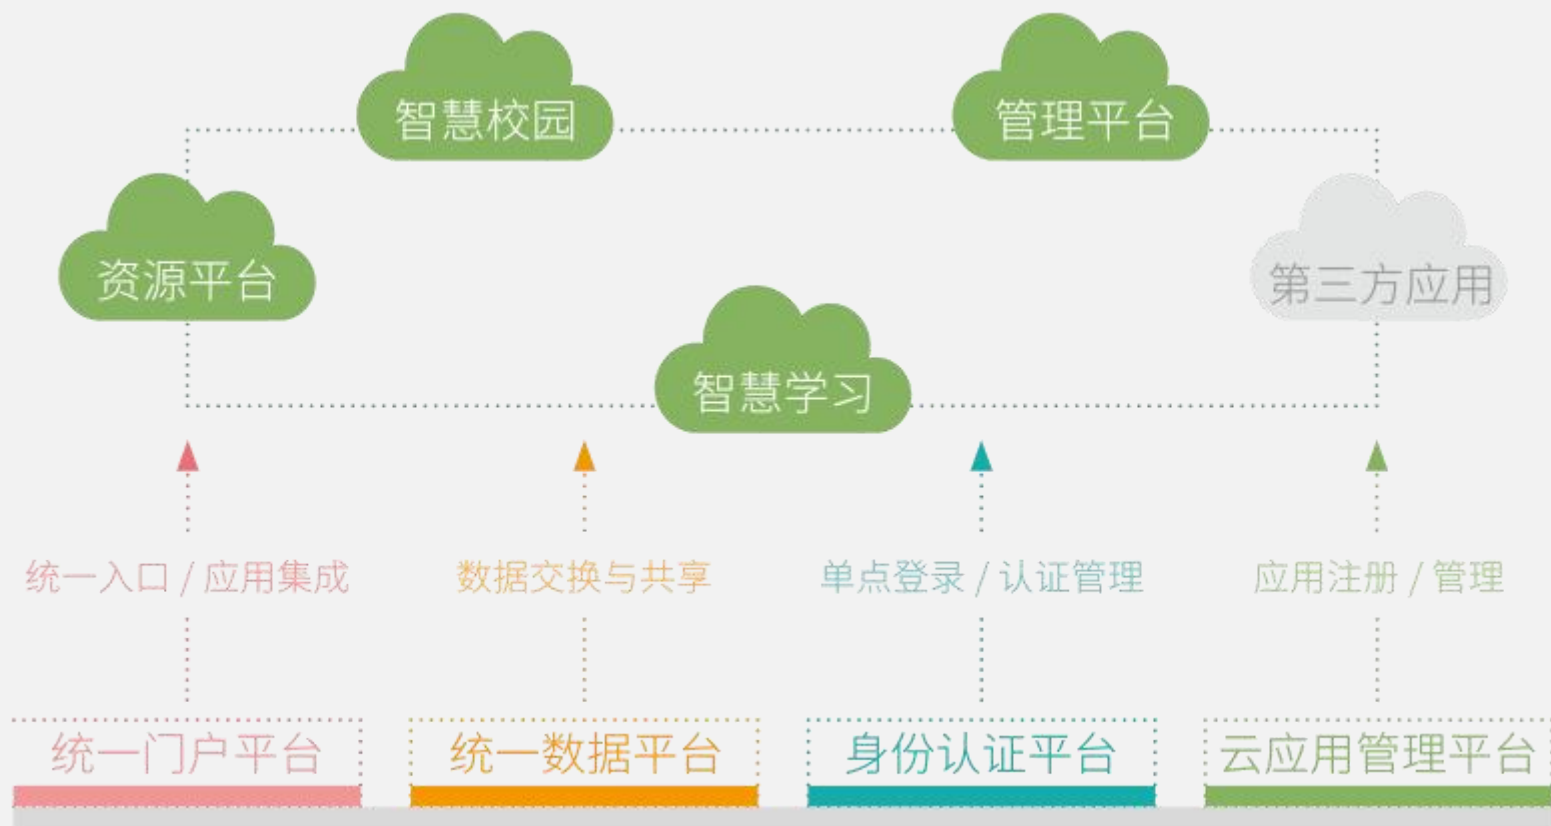 智慧校园
管理平台
资源平台
第三方应用
智慧学习
统一入口 / 应用集成
数据交换与共享
单点登录 / 认证管理
应用注册 / 管理
统一门户平台
统一数据平台
身份认证平台
云应用管理平台